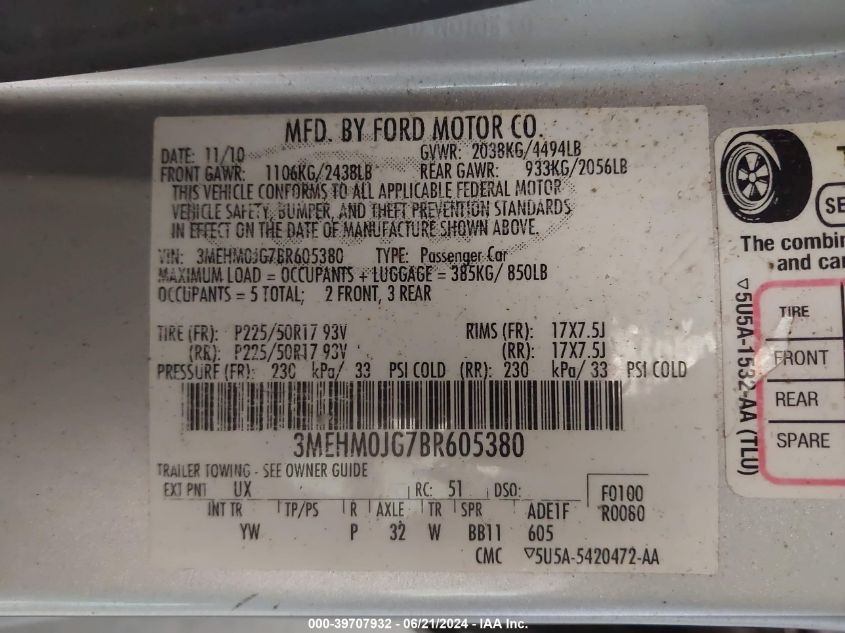 MFD. BY FORD MOTOR CO.
DATE: 11/10 GVWR: 2038KG/4494LB
FRONT GAWR: 1106KG/2438LB REAR GAWR: 933KG/2056LB
THIS VEHICLE CONFORMS TO ALL APPLICABLE FEDERAL MOTOR
VEHICLE SAFETY, BUMPER, AND THEFT PREVENTION STANDARDS
IN EFFECT ON THE DATE OF MANUFACTURE SHOWN ABOVE.
VIN: 3MEHM0JG7BR605380 TYPE: Passenger Car
MAXIMUM LOAD = OCCUPANTS + LUGGAGE = 385KG/ 850LB
OCCUPANTS = 5 TOTAL; 2 FRONT, 3 REAR
TIRE (FR): P225/50R17 93V RIMS (FR): 17X7.5J
(RR): P225/50R17 93V (RR): 17X7.5J
PRESSURE (FR): 230 kPa/ 33 PSI COLD (RR): 230 kPa/ 33 PSI COLD
3MEHM0JG7BR605380
TRAILER TOWING - SEE OWNER GUIDE
EXT PNT UX RC: 51 DSO: F0100
INT TR TP/PS R AXLE TR SPR ADE1F R0060
YW P 32 W BB11 605
CMC ▽5U5A-5420472-AA
SE
The combin
and car
▽5U5A-1532-AA (TLU)
TIRE
FRONT
REAR
SPARE
000-39707932 - 06/21/2024 - IAA Inc.